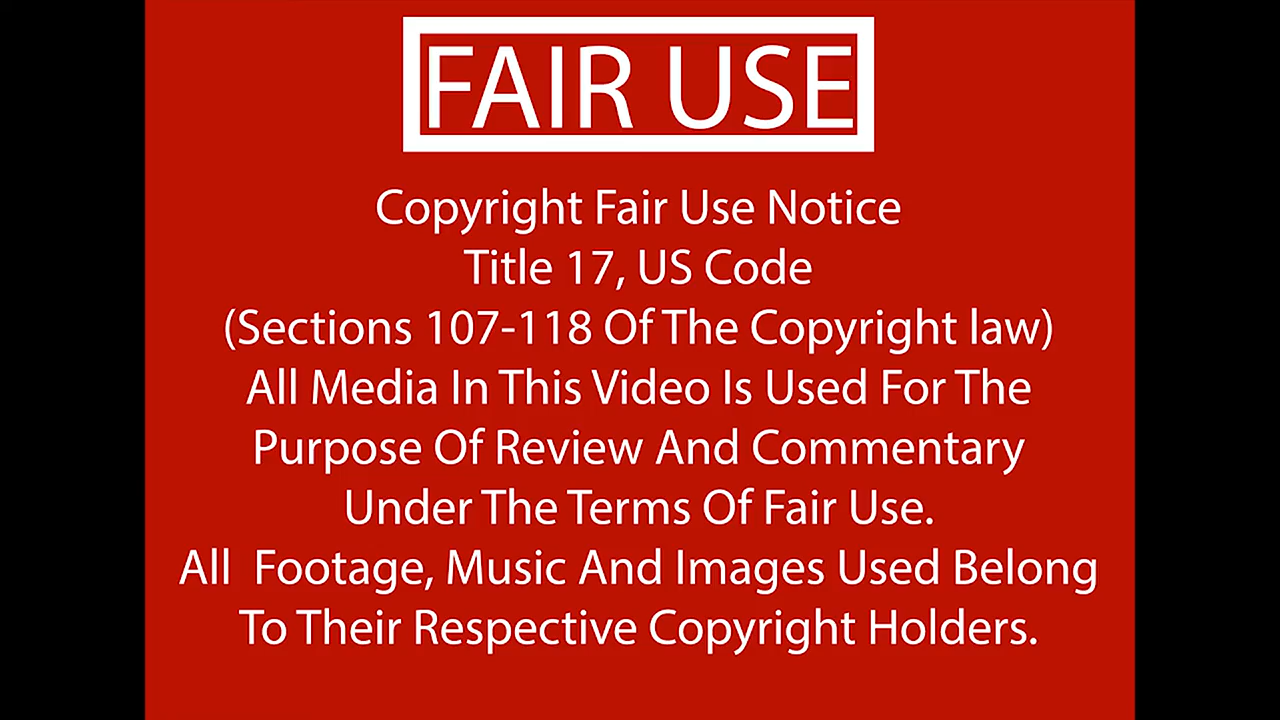 FAIR USE
Copyright Fair Use Notice
Title 17, US Code
(Sections 107-118 Of The Copyright law)
All Media In This Video Is Used For The
Purpose Of Review And Commentary
Under The Terms Of Fair Use.
All  Footage, Music And Images Used Belong
To Their Respective Copyright Holders.